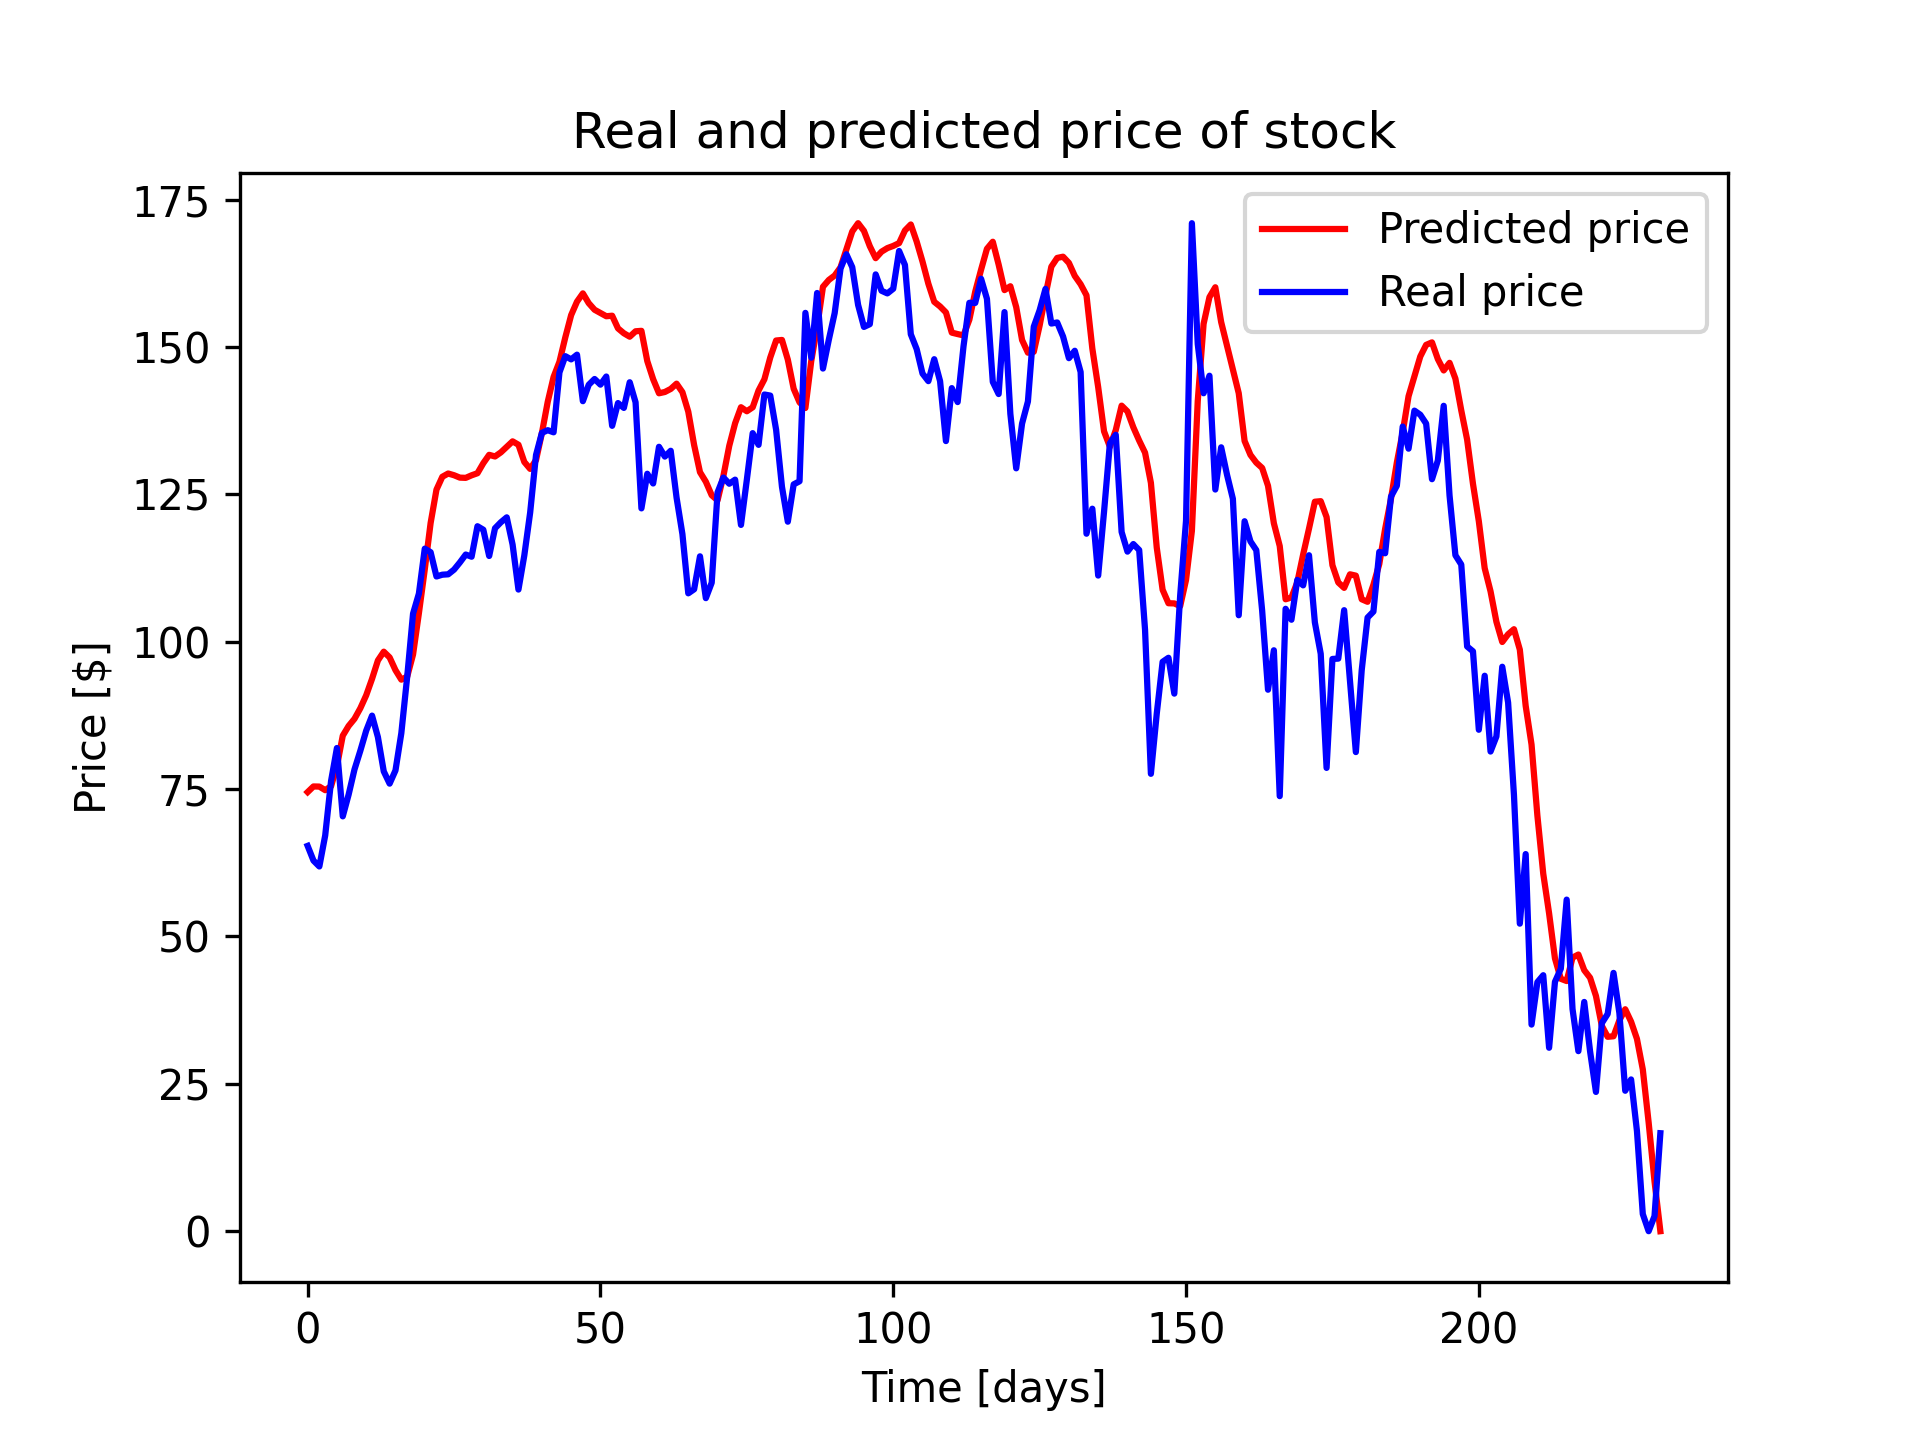 Real and predicted price of stock
Predicted price
Real price
Price [$]
175
150
125
100
75
50
25
0
0 50 100 150 200
Time [days]